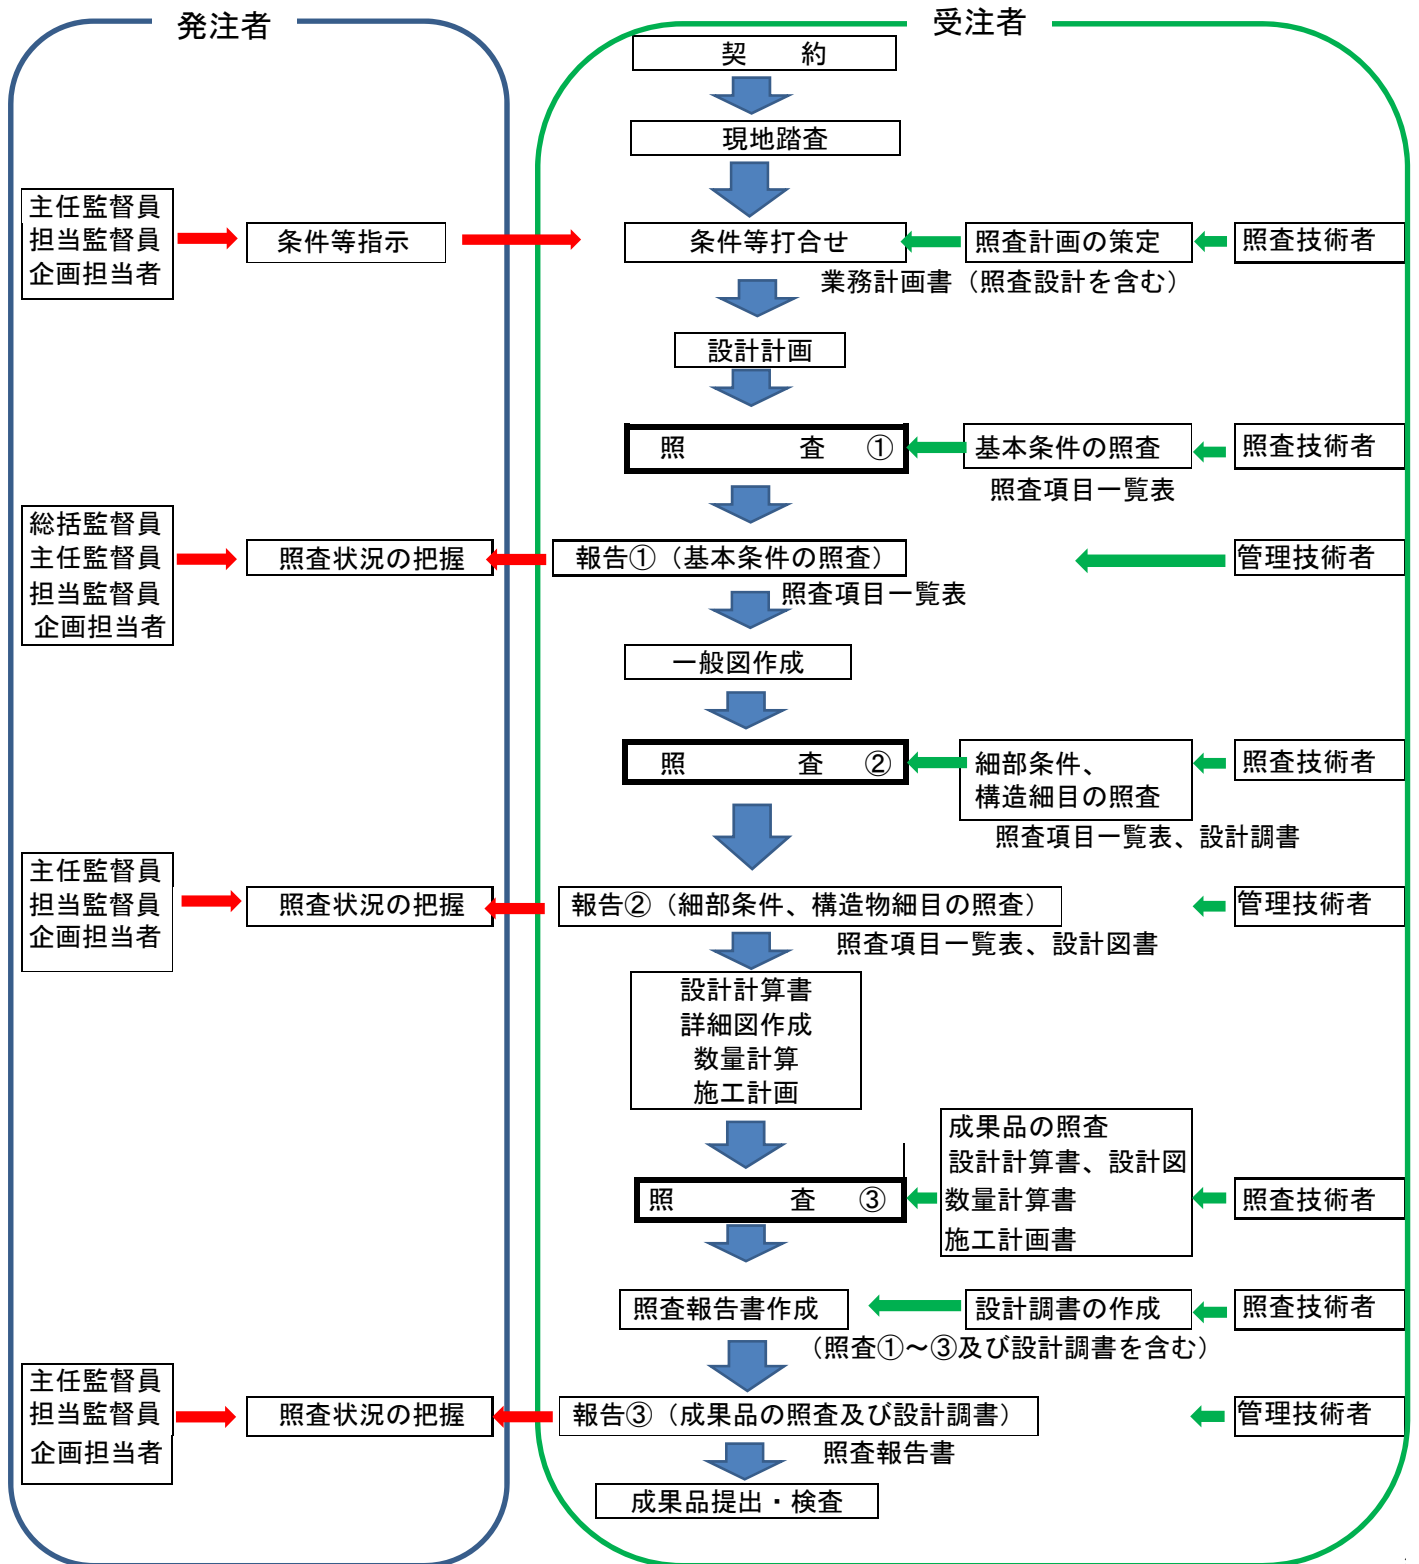 発注者
受注者
契　　約
現地踏査
主任監督員
担当監督員
企画担当者
条件等指示
条件等打合せ
照査計画の策定
照査技術者
業務計画書（照査設計を含む）
設計計画
照　　　　査　①
基本条件の照査
照査技術者
照査項目一覧表
総括監督員
主任監督員
担当監督員
企画担当者
照査状況の把握
報告①（基本条件の照査）
管理技術者
照査項目一覧表
一般図作成
照　　　　査　②
細部条件、
構造細目の照査
照査技術者
照査項目一覧表、設計調書
主任監督員
担当監督員
企画担当者
照査状況の把握
報告②（細部条件、構造物細目の照査）
管理技術者
照査項目一覧表、設計図書
設計計算書
詳細図作成
数量計算
施工計画
照　　　　査　③
成果品の照査
設計計算書、設計図
数量計算書
施工計画書
照査技術者
照査報告書作成
設計調書の作成
照査技術者
（照査①～③及び設計調書を含む）
主任監督員
担当監督員
企画担当者
照査状況の把握
報告③（成果品の照査及び設計調書）
管理技術者
照査報告書
成果品提出・検査